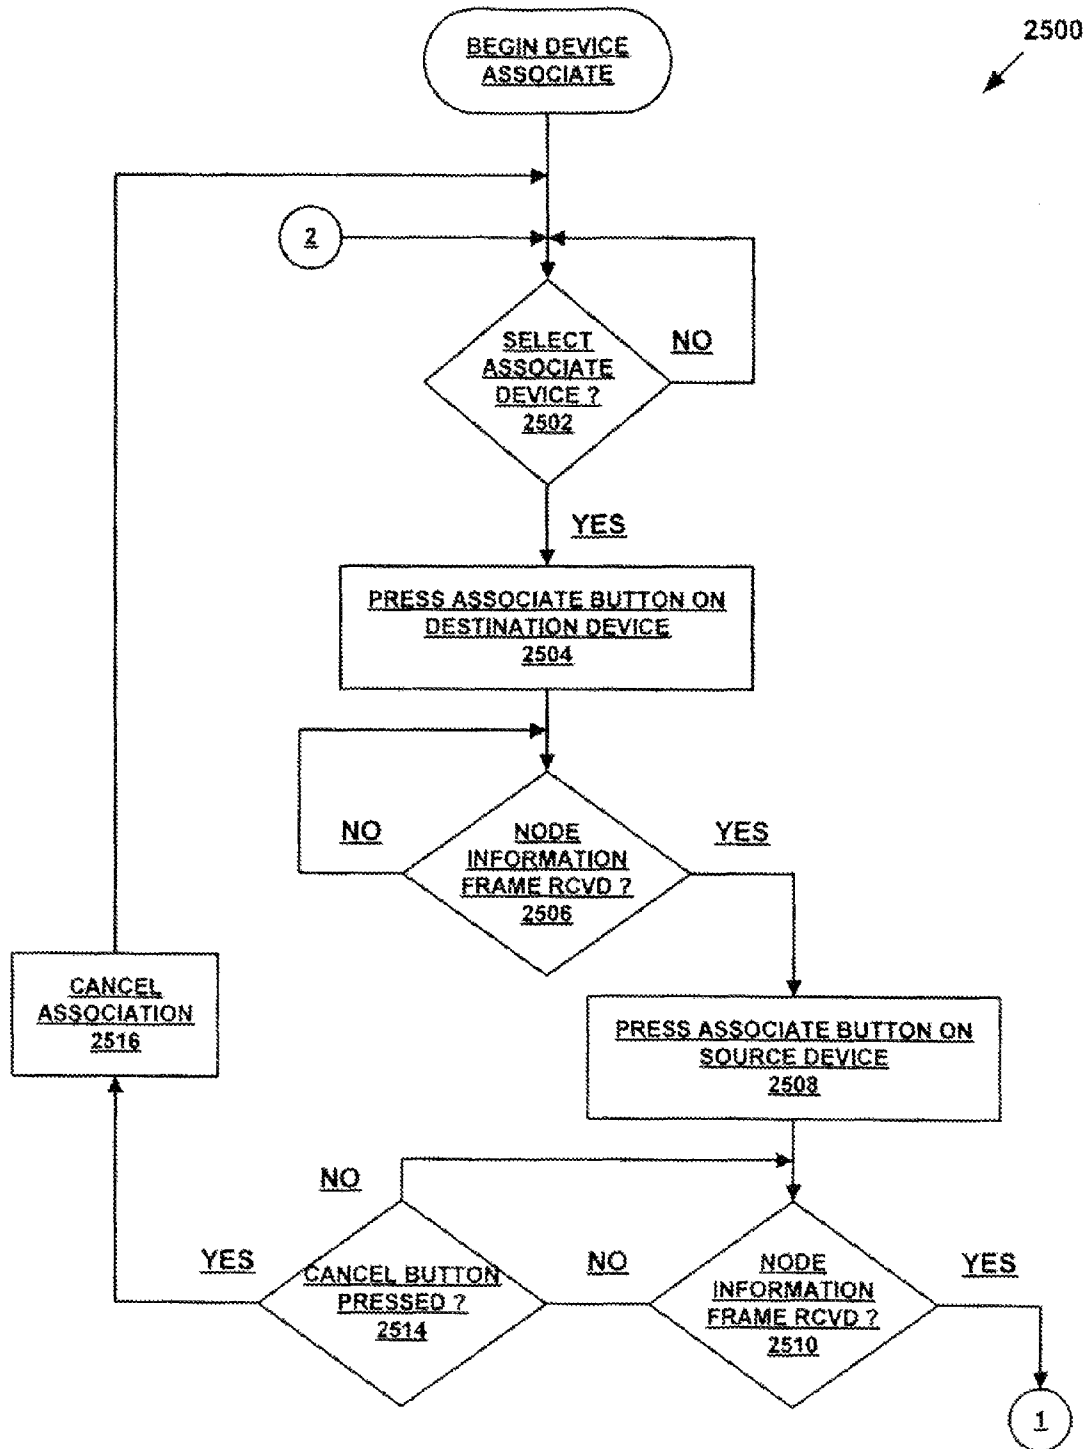 2500
BEGIN DEVICE
ASSOCIATE
2
SELECT
ASSOCIATE
DEVICE ?
2502
NO
YES
PRESS ASSOCIATE BUTTON ON
DESTINATION DEVICE
2504
NO
NODE
INFORMATION
FRAME RCVD ?
2506
YES
CANCEL
ASSOCIATION
2516
PRESS ASSOCIATE BUTTON ON
SOURCE DEVICE
2508
NO
YES
CANCEL BUTTON
PRESSED ?
2514
NO
NODE
INFORMATION
FRAME RCVD ?
2510
YES
1